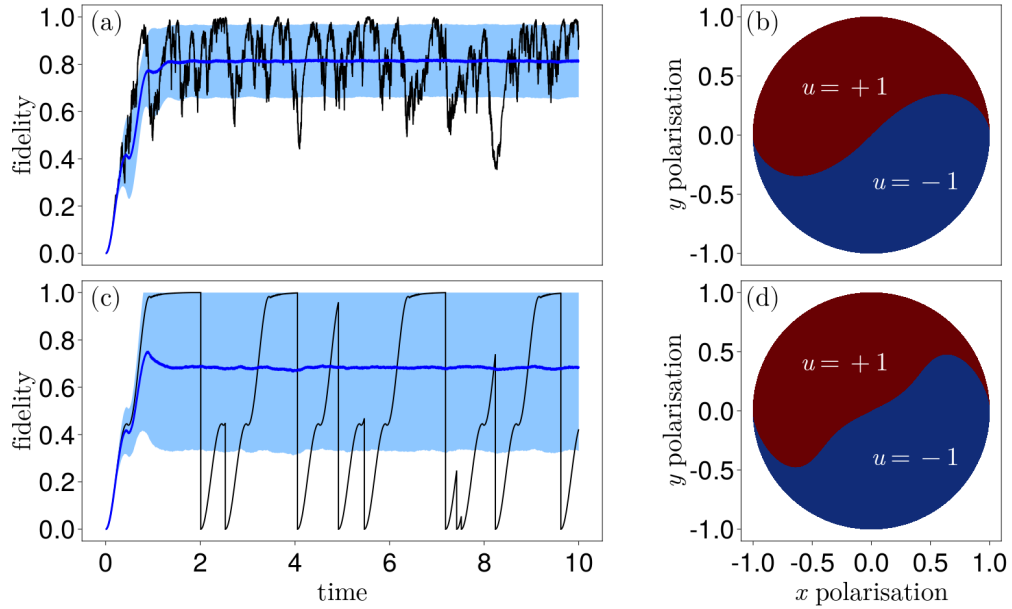 (a)
fidelity
1.0
0.8
0.6
0.4
0.2
0.0
(b)
y polarisation
1.0
0.5
0.0
-0.5
-1.0
u = +1
u = −1
(c)
fidelity
1.0
0.8
0.6
0.4
0.2
0.0
0 2 4 6 8 10
time
(d)
y polarisation
1.0
0.5
0.0
-0.5
-1.0
u = +1
u = −1
-1.0 -0.5 0.0 0.5 1.0
x polarisation